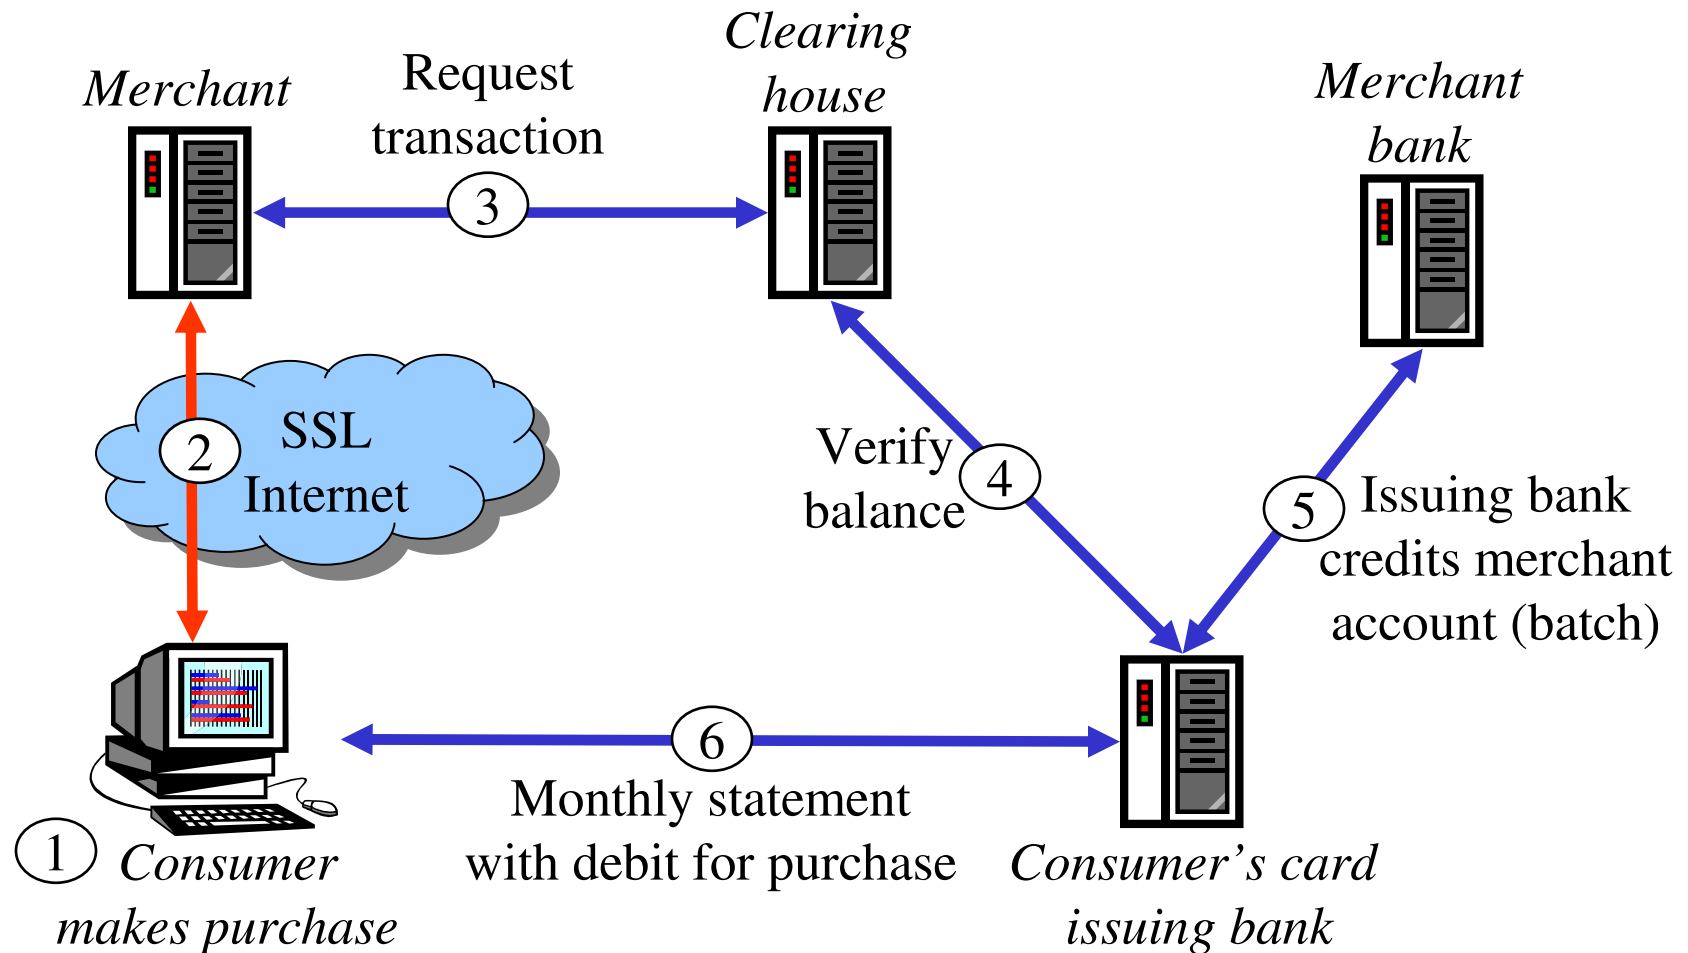 Merchant
Request
transaction
3
Clearing
house
Merchant
bank
2
SSL
Internet
Verify
balance
4
5
Issuing bank
credits merchant
account (batch)
6
Monthly statement
with debit for purchase
1
Consumer
makes purchase
Consumer’s card
issuing bank